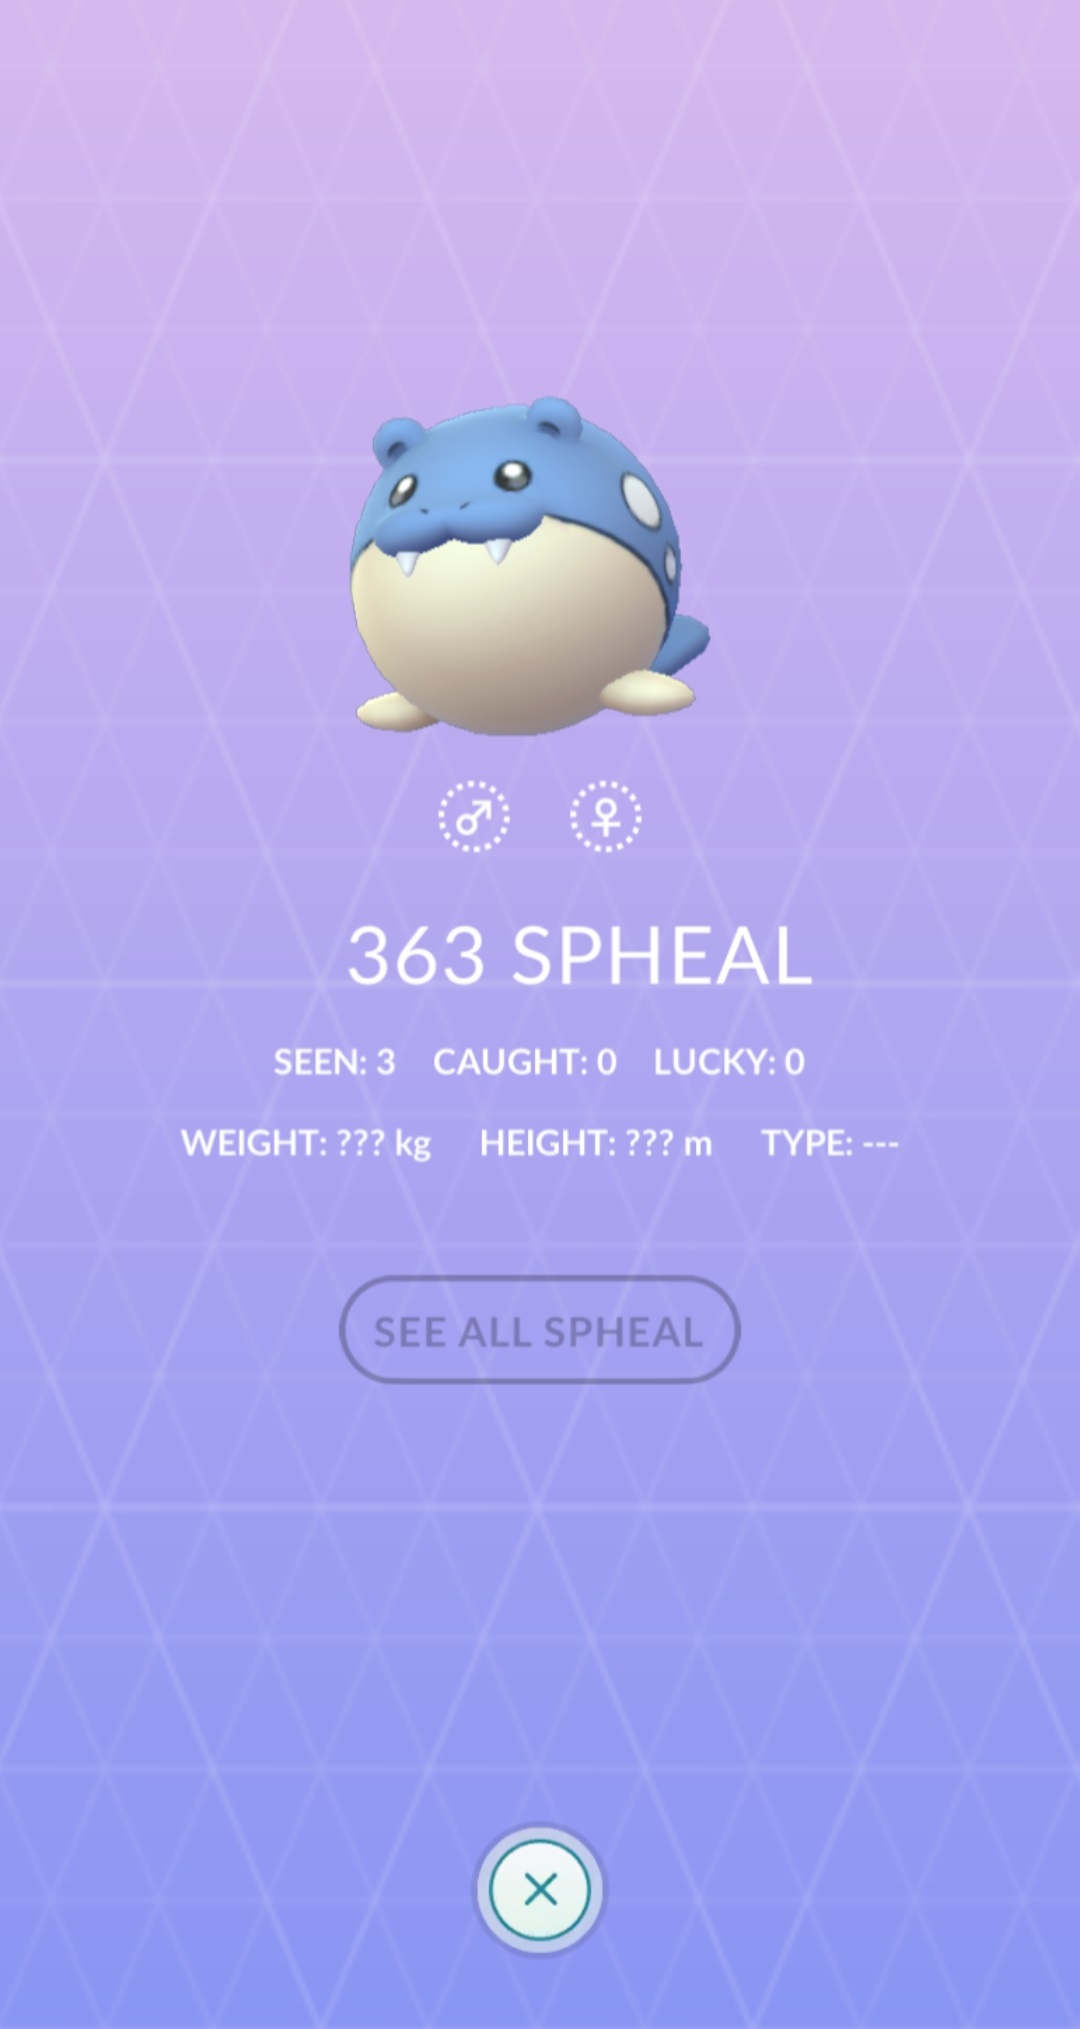 363 SPHEAL
SEEN: 3 CAUGHT: 0 LUCKY: 0
WEIGHT: ??? kg HEIGHT: ??? m TYPE: ---
SEE ALL SPHEAL